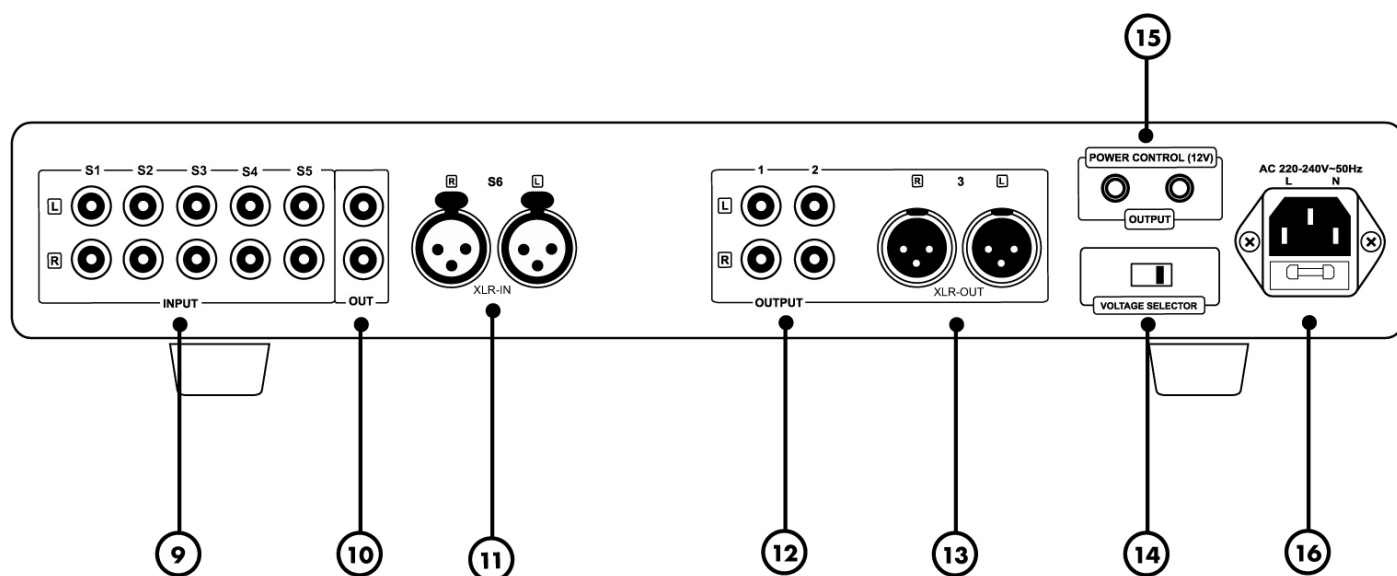 15
S1 S2 S3 S4 S5
L
R
INPUT
OUT
R S6 L
XLR-IN
1 2
L
R
OUTPUT
R 3 L
XLR-OUT
POWER CONTROL (12V)
OUTPUT
VOLTAGE SELECTOR
AC 220-240V~50Hz
L N
9 10 11 12 13 14 16